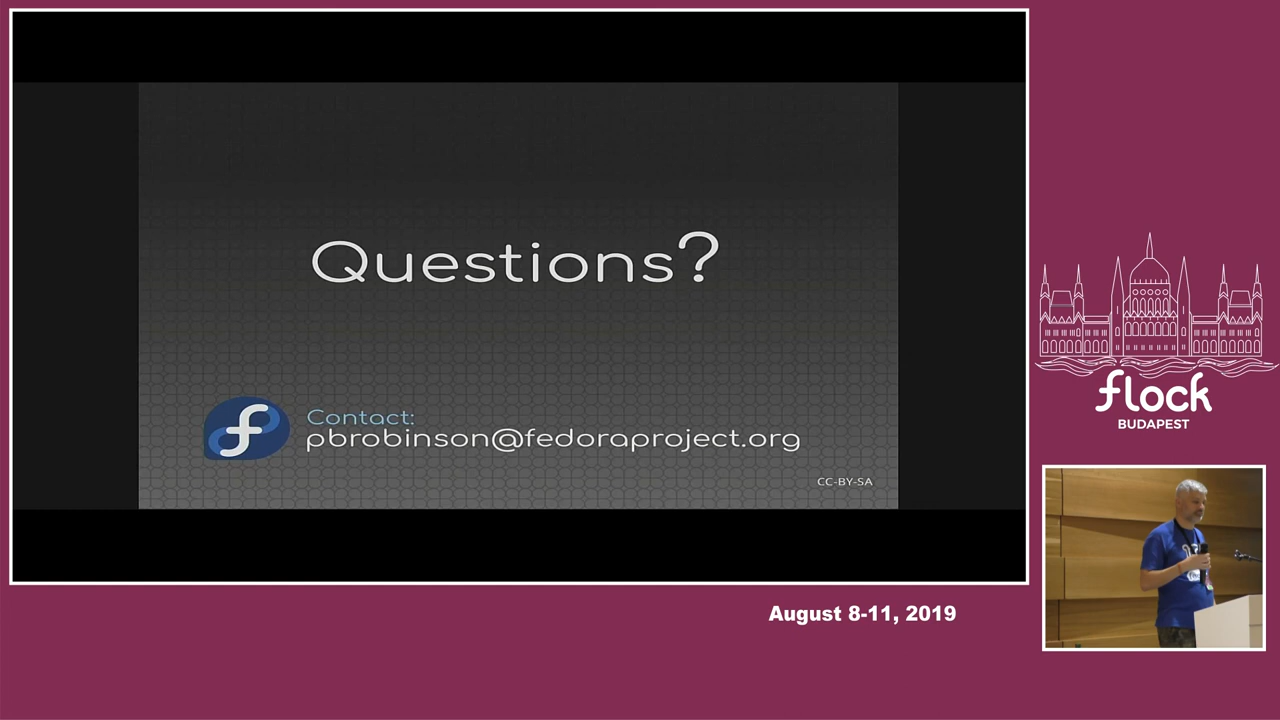 Questions?
Contact:
pbrobinson@fedoraproject.org
CC-BY-SA
flock
BUDAPEST
August 8-11, 2019